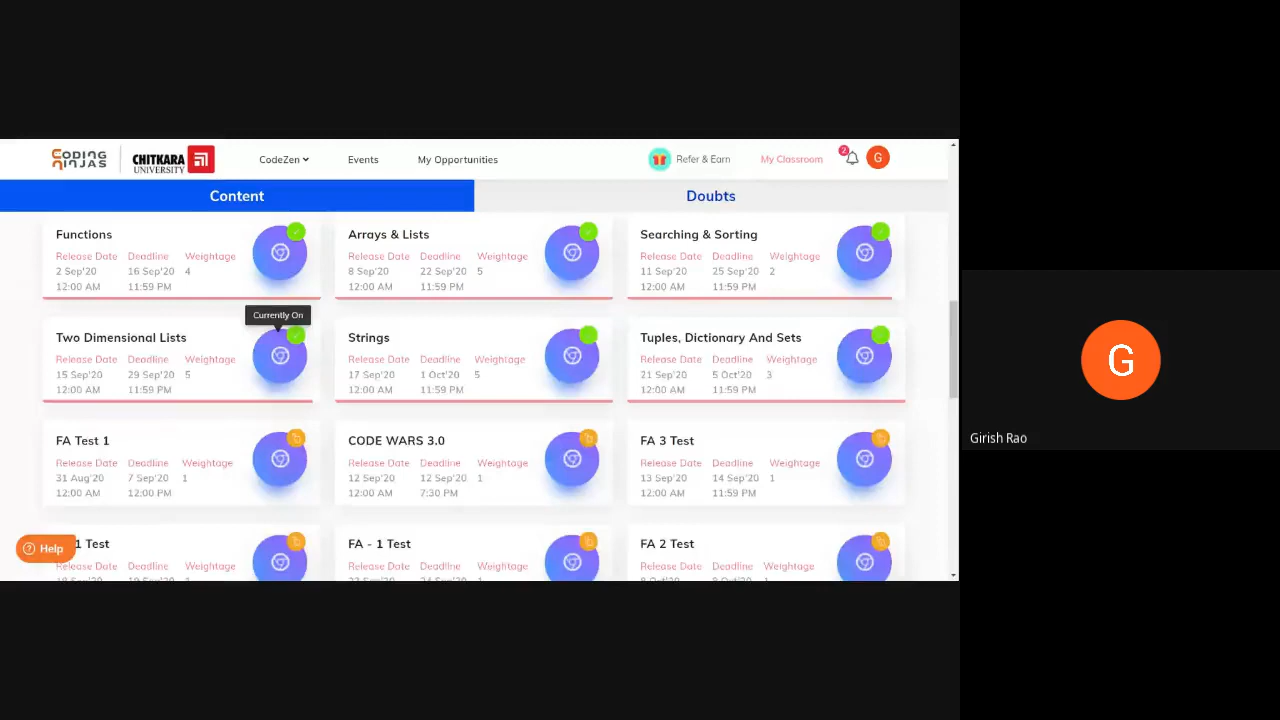 CODING NINJAS
CHITKARA UNIVERSITY
CodeZen
Events
My Opportunities
Refer & Earn
My Classroom
2
G
Content
Doubts
Functions
Release Date Deadline Weightage
2 Sep'20 16 Sep'20 4
12:00 AM 11:59 PM
Arrays & Lists
Release Date Deadline Weightage
8 Sep'20 22 Sep'20 5
12:00 AM 11:59 PM
Searching & Sorting
Release Date Deadline Weightage
11 Sep'20 25 Sep'20 2
12:00 AM 11:59 PM
Currently On
Two Dimensional Lists
Release Date Deadline Weightage
15 Sep'20 29 Sep'20 5
12:00 AM 11:59 PM
Strings
Release Date Deadline Weightage
17 Sep'20 1 Oct'20 5
12:00 AM 11:59 PM
Tuples, Dictionary And Sets
Release Date Deadline Weightage
21 Sep'20 5 Oct'20 3
12:00 AM 11:59 PM
FA Test 1
Release Date Deadline Weightage
31 Aug'20 7 Sep'20 1
12:00 AM 12:00 PM
CODE WARS 3.0
Release Date Deadline Weightage
12 Sep'20 12 Sep'20 1
12:00 AM 7:30 PM
FA 3 Test
Release Date Deadline Weightage
13 Sep'20 14 Sep'20 1
12:00 AM 11:59 PM
Help
1 Test
Release Date Deadline Weightage
FA - 1 Test
Release Date Deadline Weightage
FA 2 Test
Release Date Deadline Weightage
G
Girish Rao